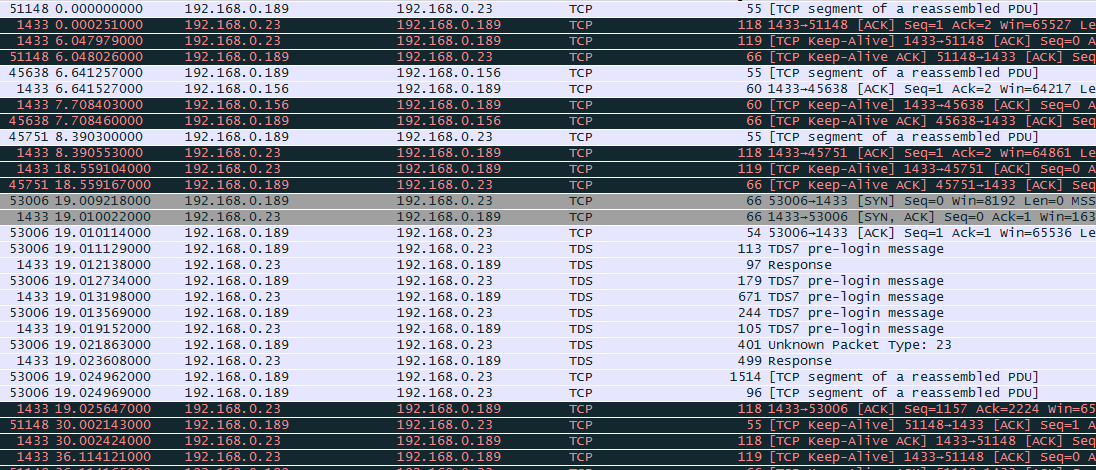 51148 0.000000000 192.168.0.189 192.168.0.23 TCP 55 [TCP segment of a reassembled PDU]
1433 0.000251000 192.168.0.23 192.168.0.189 TCP 118 1433→51148 [ACK] Seq=1 Ack=2 Win=65527 Le
1433 6.047979000 192.168.0.23 192.168.0.189 TCP 119 [TCP Keep-Alive] 1433→51148 [ACK] Seq=0 A
51148 6.048026000 192.168.0.189 192.168.0.23 TCP 66 [TCP Keep-Alive ACK] 51148→1433 [ACK] Seq
45638 6.641257000 192.168.0.189 192.168.0.156 TCP 55 [TCP segment of a reassembled PDU]
1433 6.641527000 192.168.0.156 192.168.0.189 TCP 60 1433→45638 [ACK] Seq=1 Ack=2 Win=64217 Le
1433 7.708403000 192.168.0.156 192.168.0.189 TCP 60 [TCP Keep-Alive] 1433→45638 [ACK] Seq=0 A
45638 7.708460000 192.168.0.189 192.168.0.156 TCP 66 [TCP Keep-Alive ACK] 45638→1433 [ACK] Seq
45751 8.390300000 192.168.0.189 192.168.0.23 TCP 55 [TCP segment of a reassembled PDU]
1433 8.390553000 192.168.0.23 192.168.0.189 TCP 118 1433→45751 [ACK] Seq=1 Ack=2 Win=64861 Le
1433 18.559104000 192.168.0.23 192.168.0.189 TCP 119 [TCP Keep-Alive] 1433→45751 [ACK] Seq=0 A
45751 18.559167000 192.168.0.189 192.168.0.23 TCP 66 [TCP Keep-Alive ACK] 45751→1433 [ACK] Seq
53006 19.009218000 192.168.0.189 192.168.0.23 TCP 66 53006→1433 [SYN] Seq=0 Win=8192 Len=0 MSS
1433 19.010022000 192.168.0.23 192.168.0.189 TCP 66 1433→53006 [SYN, ACK] Seq=0 Ack=1 Win=163
53006 19.010114000 192.168.0.189 192.168.0.23 TCP 54 53006→1433 [ACK] Seq=1 Ack=1 Win=65536 Le
53006 19.011129000 192.168.0.189 192.168.0.23 TDS 113 TDS7 pre-login message
1433 19.012138000 192.168.0.23 192.168.0.189 TDS 97 Response
53006 19.012734000 192.168.0.189 192.168.0.23 TDS 179 TDS7 pre-login message
1433 19.013198000 192.168.0.23 192.168.0.189 TDS 671 TDS7 pre-login message
53006 19.013569000 192.168.0.189 192.168.0.23 TDS 244 TDS7 pre-login message
1433 19.019152000 192.168.0.23 192.168.0.189 TDS 105 TDS7 pre-login message
53006 19.021863000 192.168.0.189 192.168.0.23 TDS 401 Unknown Packet Type: 23
1433 19.023608000 192.168.0.23 192.168.0.189 TDS 499 Response
53006 19.024962000 192.168.0.189 192.168.0.23 TCP 1514 [TCP segment of a reassembled PDU]
53006 19.024969000 192.168.0.189 192.168.0.23 TCP 96 [TCP segment of a reassembled PDU]
1433 19.025647000 192.168.0.23 192.168.0.189 TCP 118 1433→53006 [ACK] Seq=1157 Ack=2224 Win=65
51148 30.002143000 192.168.0.189 192.168.0.23 TCP 55 [TCP Keep-Alive] 51148→1433 [ACK] Seq=1 A
1433 30.002424000 192.168.0.23 192.168.0.189 TCP 118 [TCP Keep-Alive ACK] 1433→51148 [ACK] Seq
1433 36.114121000 192.168.0.23 192.168.0.189 TCP 119 [TCP Keep-Alive] 1433→51148 [ACK] Seq=0 A